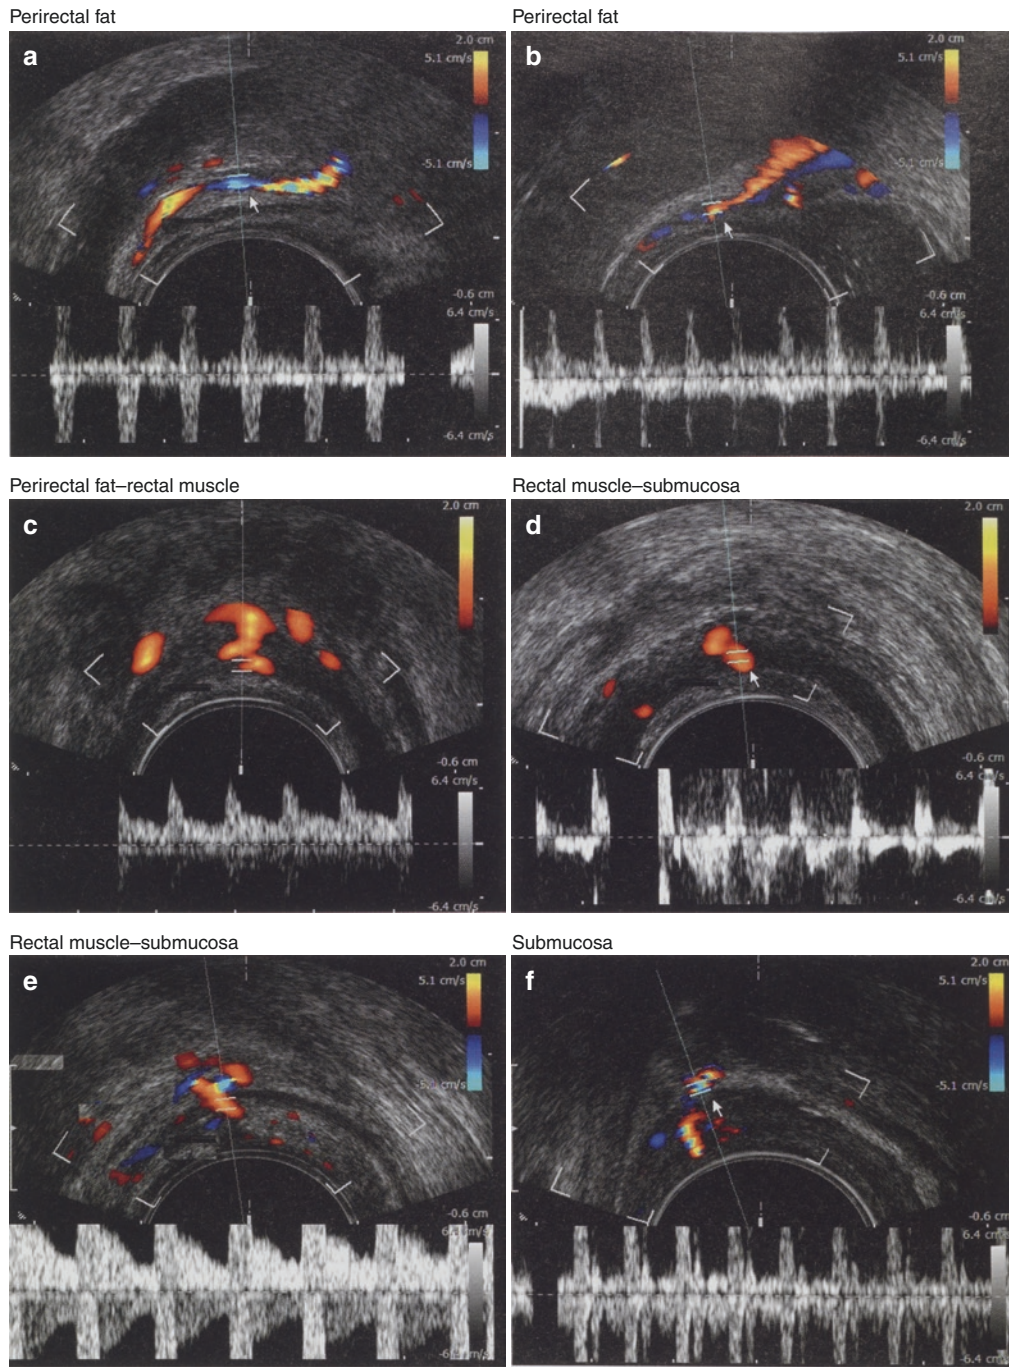 Perirectal fat
a
2.0 cm
5.1 cm/s
-5.1 cm/s
-0.6 cm
6.4 cm/s
-6.4 cm/s
Perirectal fat
b
2.0 cm
5.1 cm/s
-5.1 cm/s
-0.6 cm
6.4 cm/s
-6.4 cm/s
Perirectal fat–rectal muscle
c
2.0 cm
-0.6 cm
6.4 cm/s
-6.4 cm/s
Rectal muscle–submucosa
d
2.0 cm
-0.6 cm
6.4 cm/s
-6.4 cm/s
Rectal muscle–submucosa
e
2.0 cm
5.1 cm/s
-5.1 cm/s
-0.6 cm
Submucosa
f
2.0 cm
5.1 cm/s
-5.1 cm/s
-0.6 cm
6.4 cm/s
-6.4 cm/s